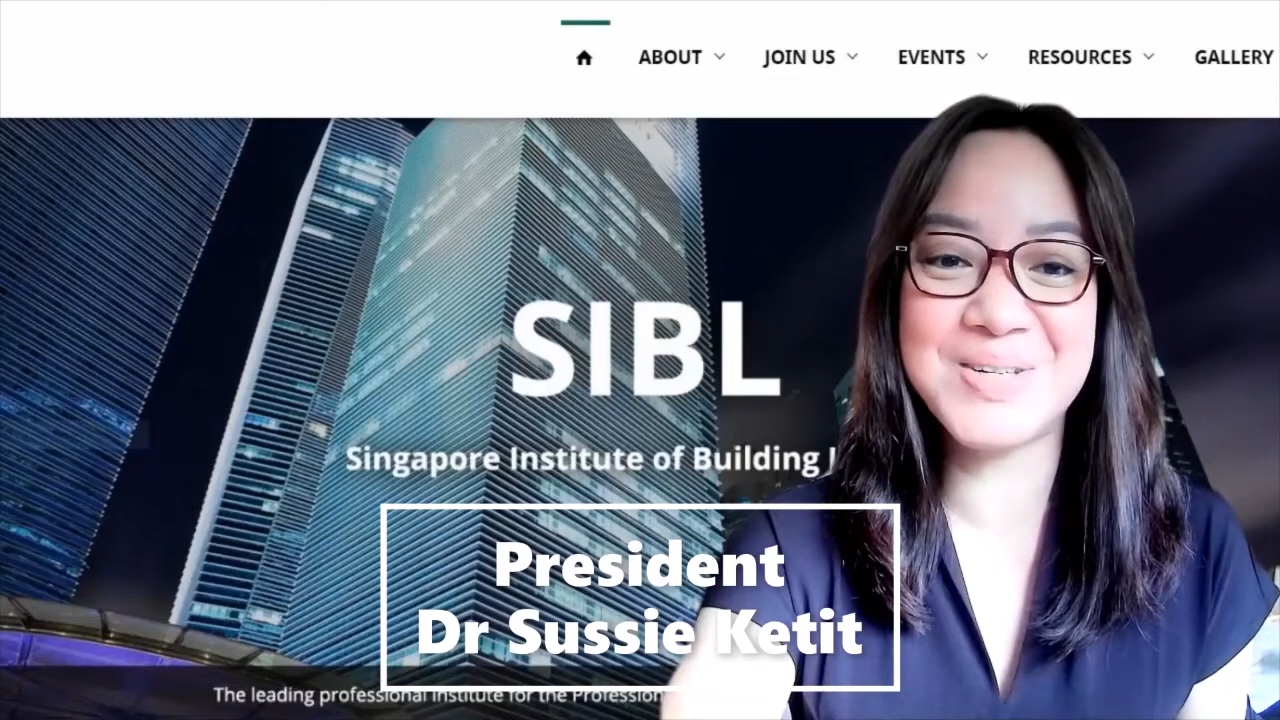 ABOUT JOIN US EVENTS RESOURCES GALLERY
SIBL
Singapore Institute of Building
President
Dr Sussie Ketit
The leading professional Institute for the